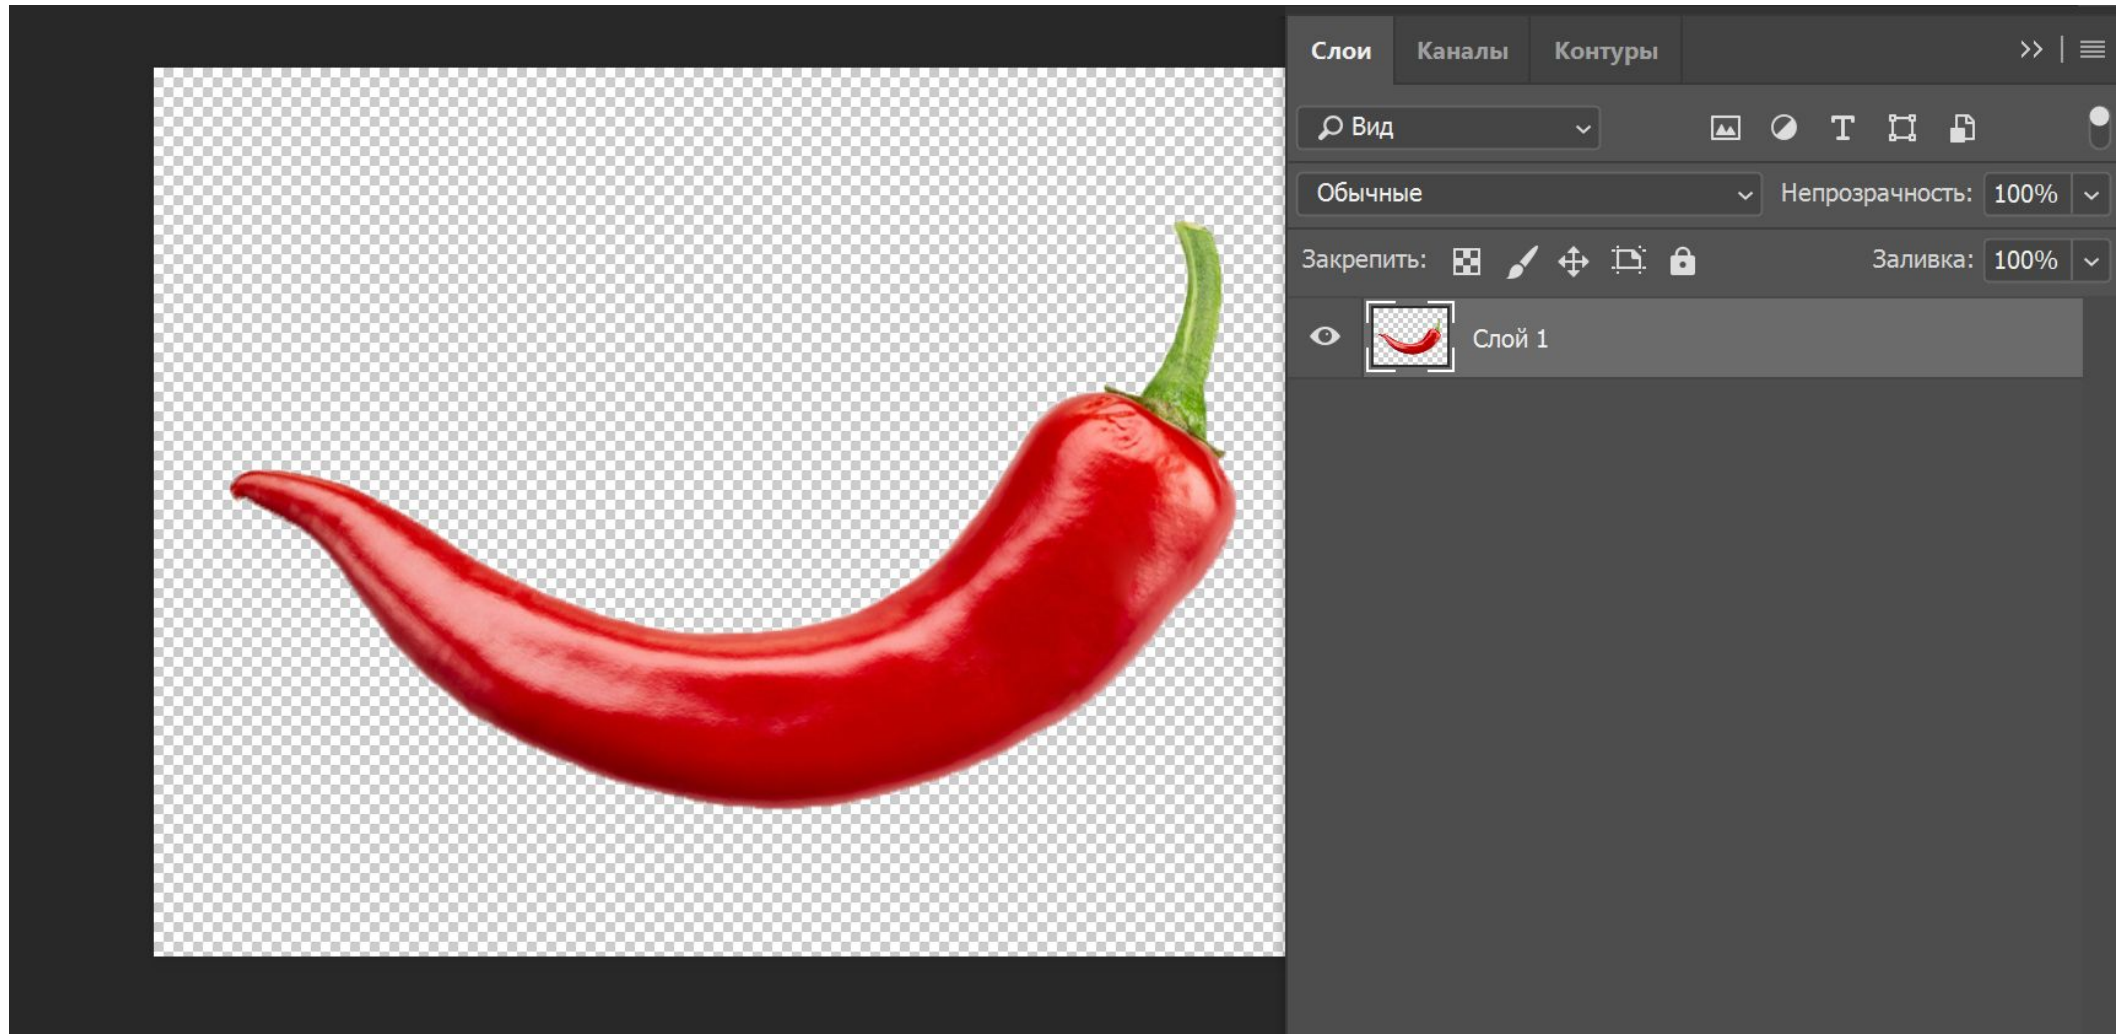 Слои Каналы Контуры
Вид
Обычные Непрозрачность: 100%
Закрепить: Заливка: 100%
Слой 1